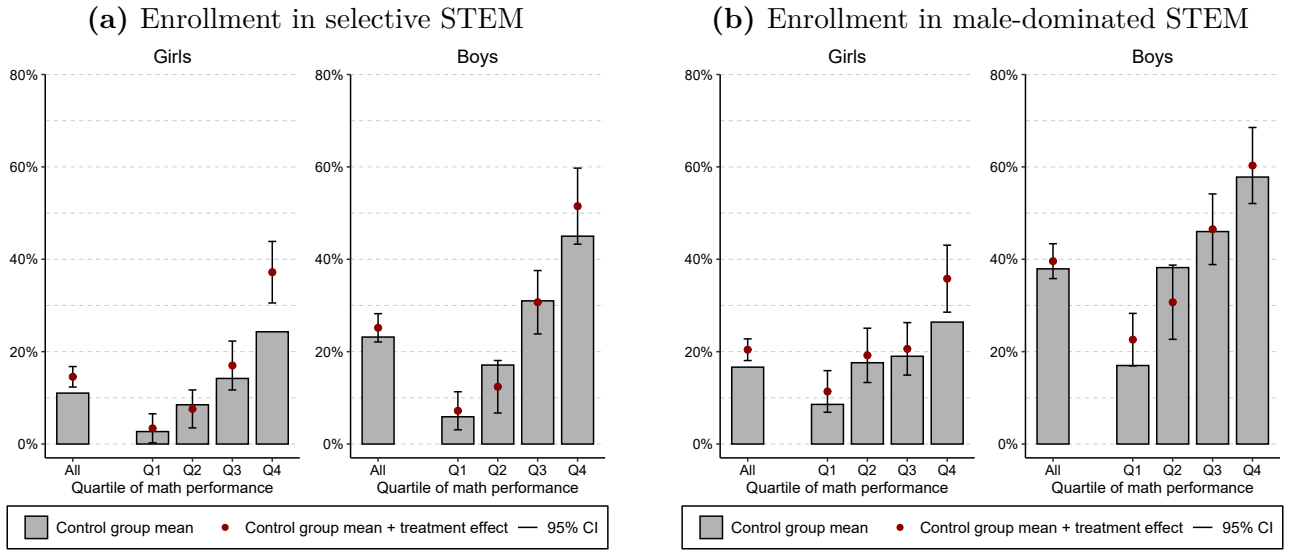 (a) Enrollment in selective STEM
Girls
Boys
80%
60%
40%
20%
0%
All Q1 Q2 Q3 Q4
Quartile of math performance
80%
60%
40%
20%
0%
All Q1 Q2 Q3 Q4
Quartile of math performance
Control group mean Control group mean + treatment effect 95% CI
(b) Enrollment in male-dominated STEM
Girls
Boys
80%
60%
40%
20%
0%
All Q1 Q2 Q3 Q4
Quartile of math performance
80%
60%
40%
20%
0%
All Q1 Q2 Q3 Q4
Quartile of math performance
Control group mean Control group mean + treatment effect 95% CI